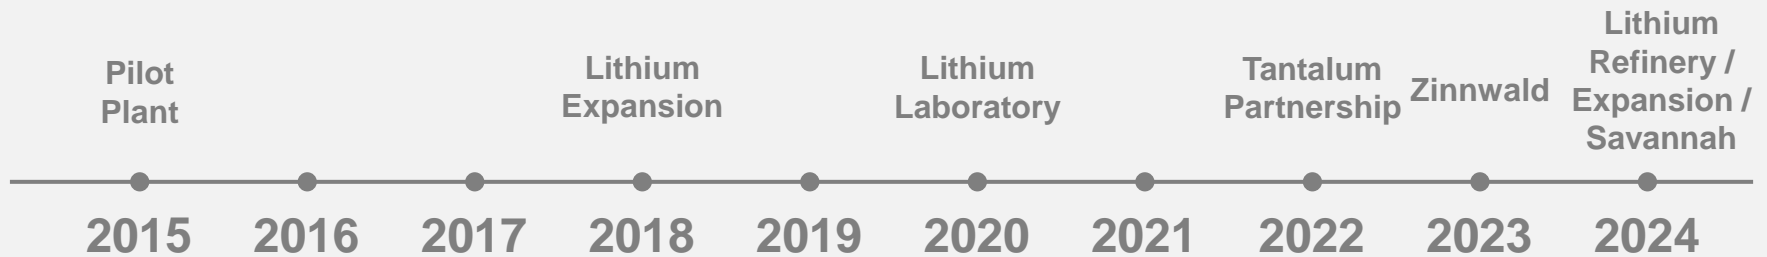 Pilot
Plant
Lithium
Expansion
Lithium
Laboratory
Tantalum
Partnership
Zinnwald
Lithium
Refinery /
Expansion /
Savannah
2015 2016 2017 2018 2019 2020 2021 2022 2023 2024